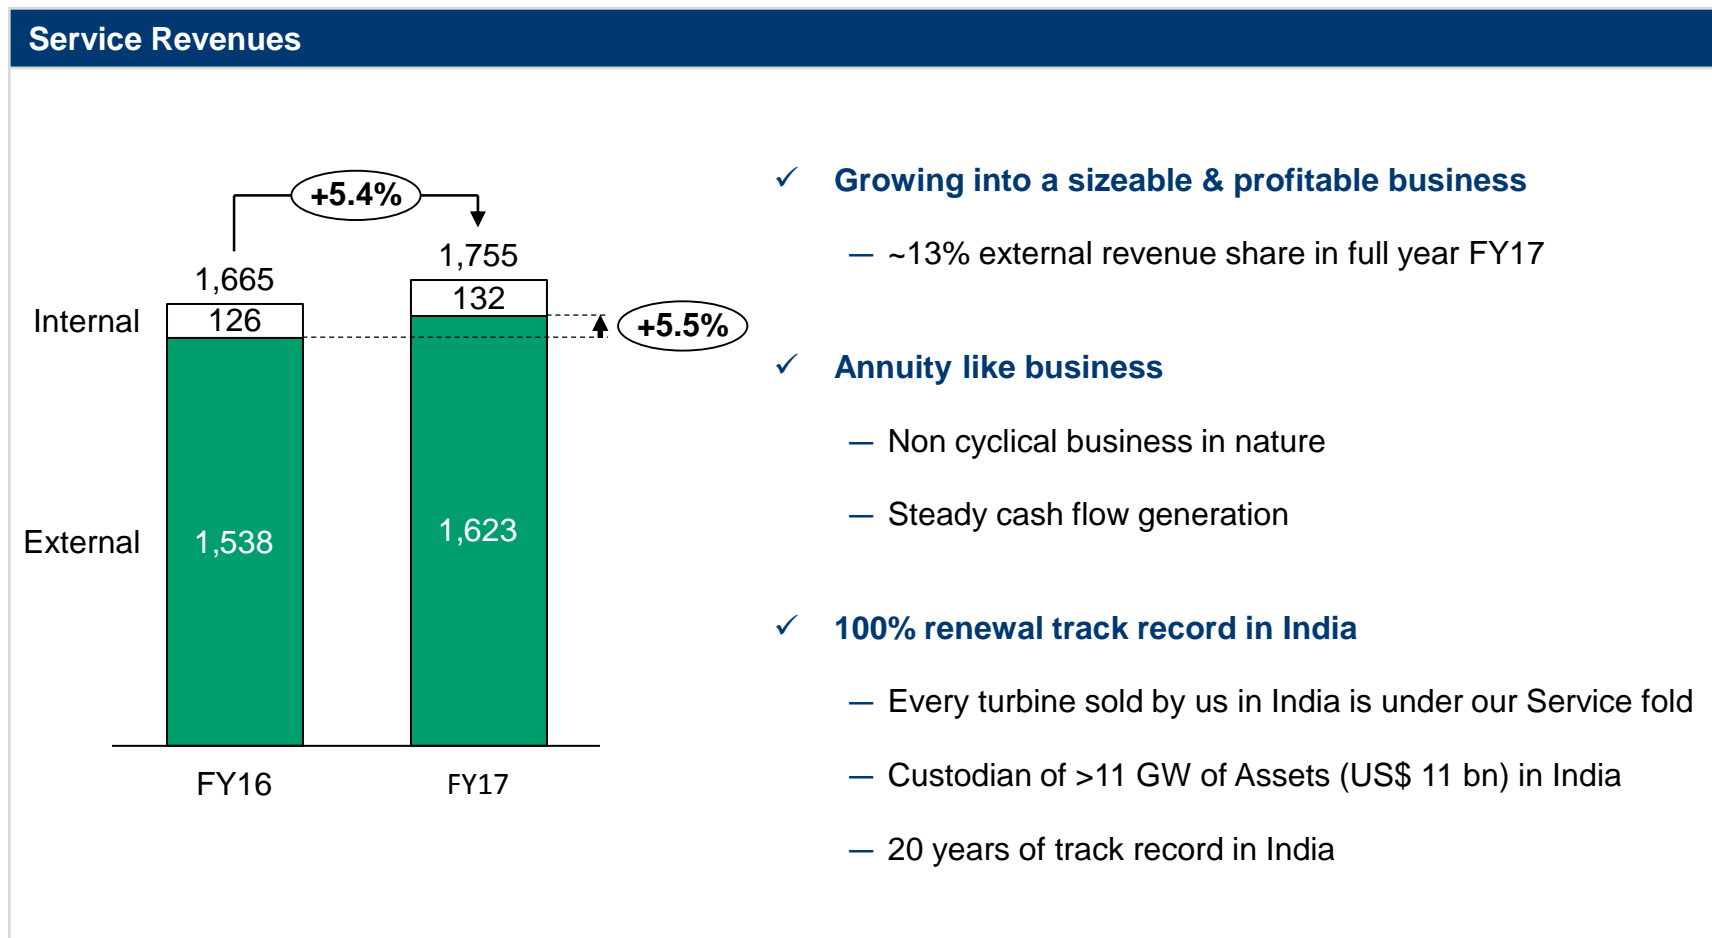 Service Revenues
+5.4%
1,665
1,755
Internal
126
132
+5.5%
External
1,538
1,623
FY16
FY17
✓ Growing into a sizeable & profitable business
— ~13% external revenue share in full year FY17
✓ Annuity like business
— Non cyclical business in nature
— Steady cash flow generation
✓ 100% renewal track record in India
— Every turbine sold by us in India is under our Service fold
— Custodian of >11 GW of Assets (US$ 11 bn) in India
— 20 years of track record in India